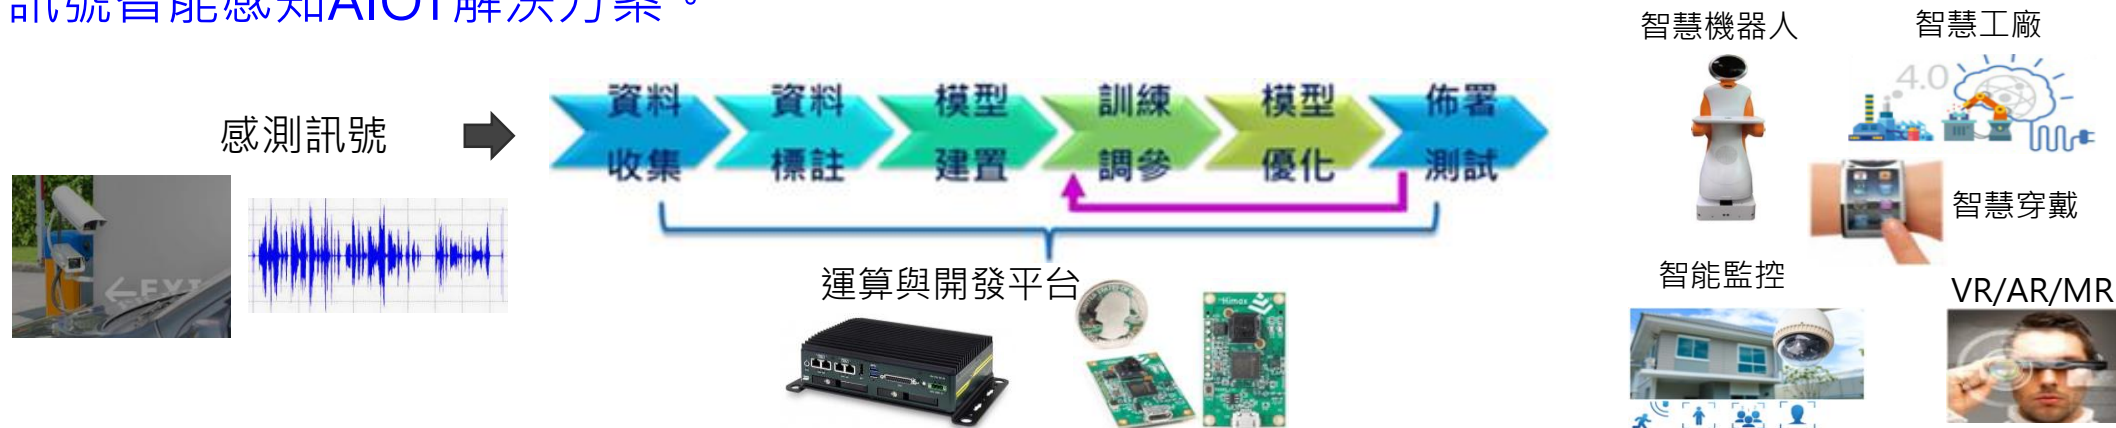 訊號智能感知AIOT解決方案。
感測訊號
資料
收集
資料
標註
模型
建置
訓練
調參
模型
優化
佈署
測試
運算與開發平台
Himax
智慧機器人
智慧工廠
4.0
智慧穿戴
智能監控
VR/AR/MR